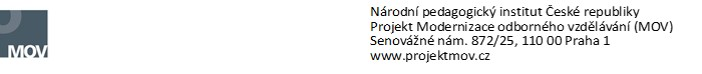 MOV
Národní pedagogický institut České republiky
Projekt Modernizace odborného vzdělávání (MOV)
Senovážné nám. 872/25, 110 00 Praha 1
www.projektmov.cz